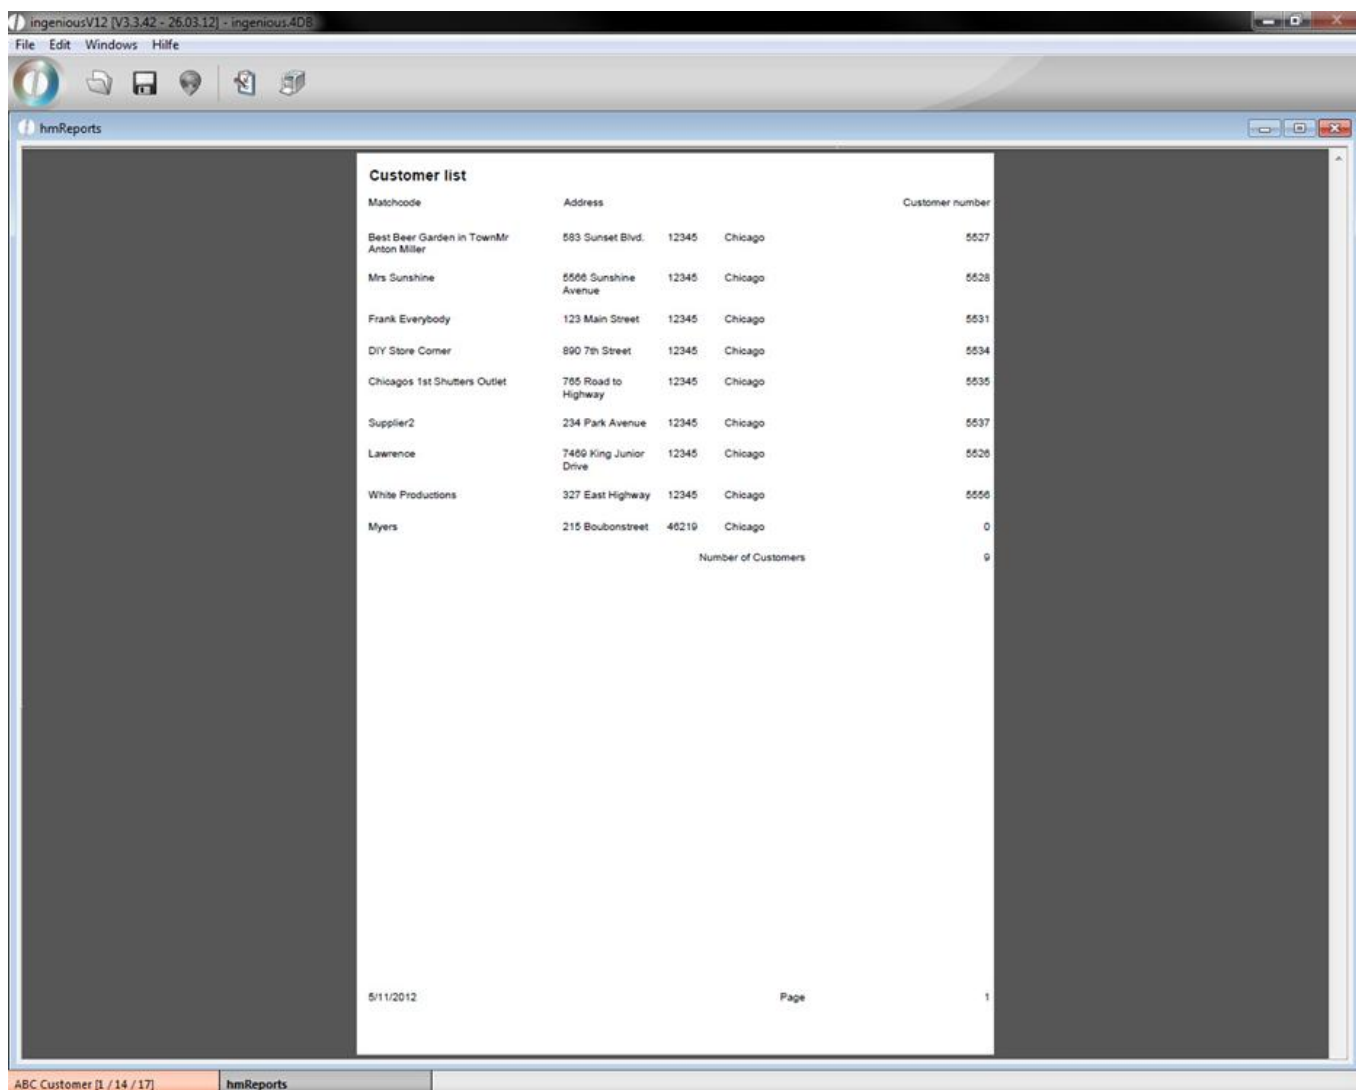 ingeniousV12 [V3.3.42 - 26.03.12] - ingenious.4DB
File Edit Windows Hilfe
hmReports
Customer list
Matchcode Address Customer number
Best Beer Garden in TownMr 583 Sunset Blvd. 12345 Chicago 5527
Anton Miller
Mrs Sunshine 5566 Sunshine 12345 Chicago 5528
Avenue
Frank Everybody 123 Main Street 12345 Chicago 5531
DIY Store Corner 890 7th Street 12345 Chicago 5534
Chicagos 1st Shutters Outlet 765 Road to 12345 Chicago 5535
Highway
Supplier2 234 Park Avenue 12345 Chicago 5537
Lawrence 7469 King Junior 12345 Chicago 5526
Drive
White Productions 327 East Highway 12345 Chicago 5556
Myers 215 Boubonstreet 46219 Chicago 0
Number of Customers 9
5/11/2012 Page 1
ABC Customer [1 / 14 / 17] hmReports